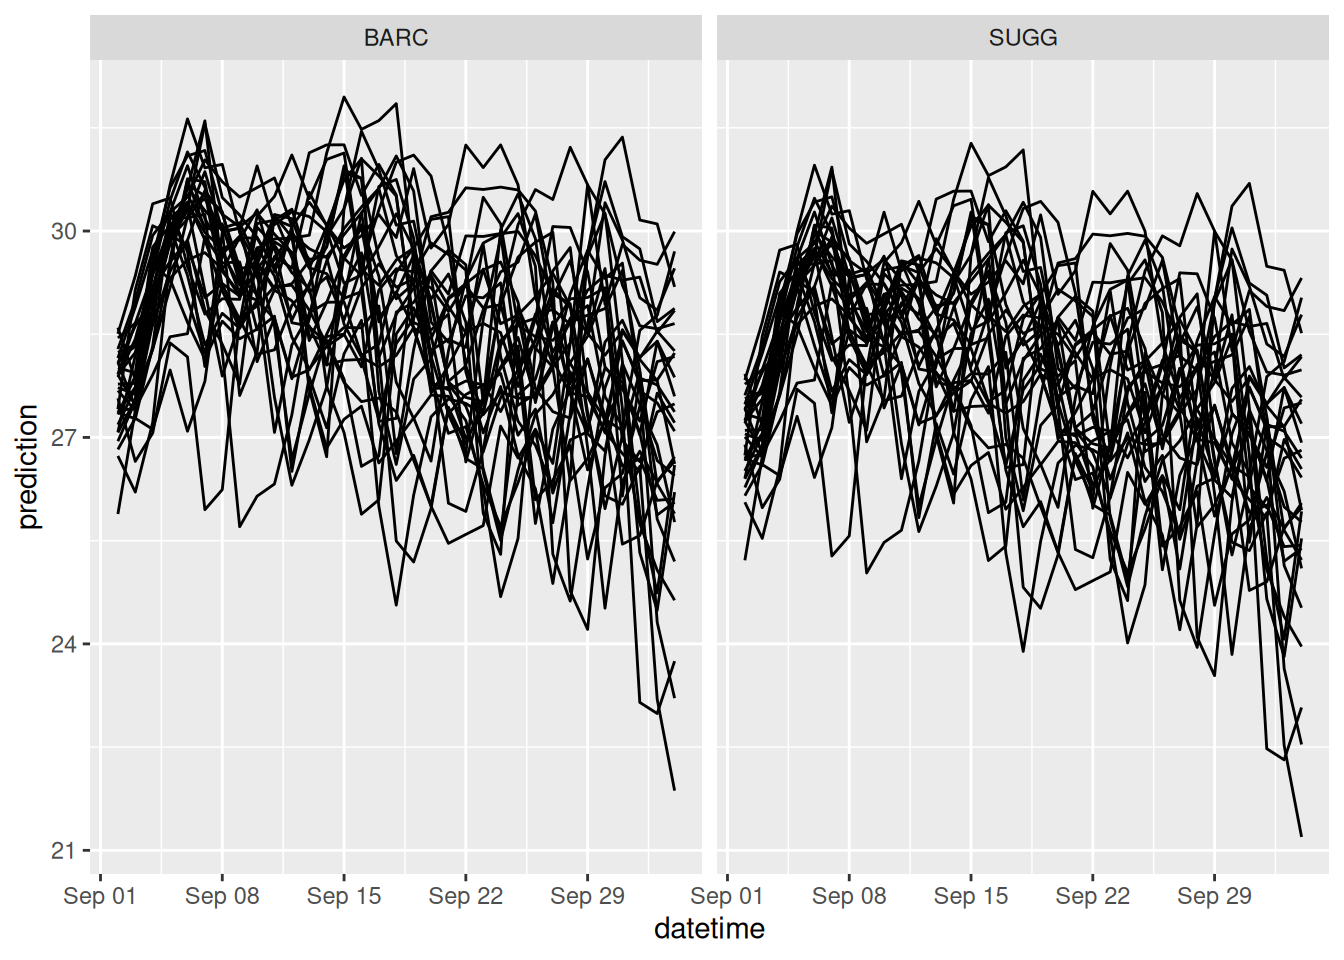 BARC
SUGG
prediction
30
27
24
21
Sep 01
Sep 08
Sep 15
Sep 22
Sep 29
Sep 01
Sep 08
Sep 15
Sep 22
Sep 29
datetime